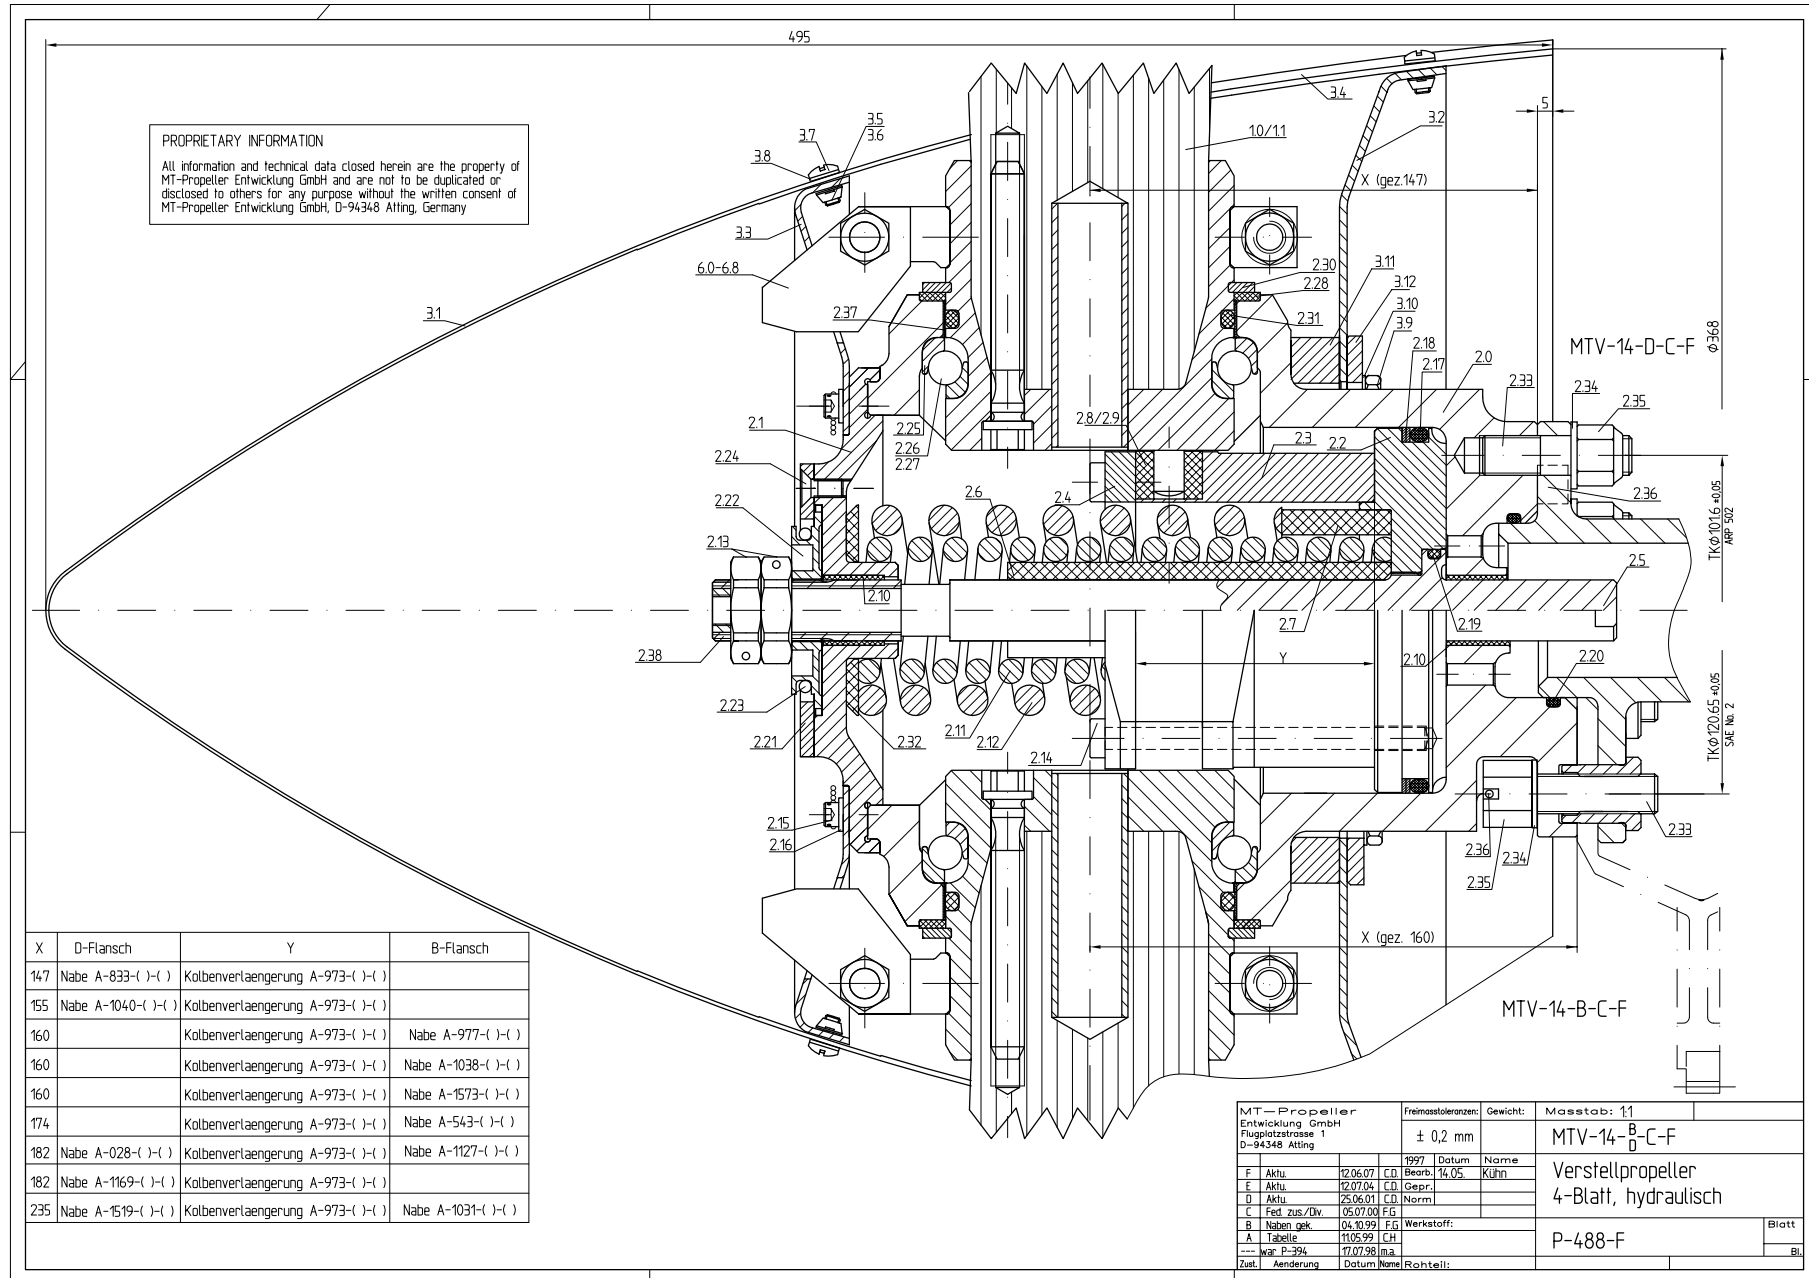 495
PROPRIETARY INFORMATION
All information and technical data closed herein are the property of
MT-Propeller Entwicklung GmbH and are not to be duplicated or
disclosed to others for any purpose without the written consent of
MT-Propeller Entwicklung GmbH, D-94348 Atting, Germany
3.7
3.8
3.5
3.6
3.3
6.0-6.8
3.1
2.37
1.0/1.1
3.4
5
3.2
X (gez.147)
2.30
2.28
2.31
3.11
3.12
3.10
3.9
2.18
2.17
2.0
MTV-14-D-C-F
Φ368
2.33
2.34
2.35
2.1
2.24
2.22
2.13
2.25
2.26
2.27
2.8/2.9
2.3
2.2
2.6
2.4
2.36
TKΦ101.6 ±0,05
ARP 502
2.10
2.7
2.5
2.19
2.38
2.23
2.21
2.32
2.11
2.12
2.14
Y
2.10
2.20
TKΦ120.65 ±0,05
SAE No. 2
2.15
2.16
2.36
2.34
2.35
2.33
X (gez. 160)
MTV-14-B-C-F
X D-Flansch Y B-Flansch
147 Nabe A-833-( )-( ) Kolbenverlaengerung A-973-( )-( )
155 Nabe A-1040-( )-( ) Kolbenverlaengerung A-973-( )-( )
160 Kolbenverlaengerung A-973-( )-( ) Nabe A-977-( )-( )
160 Kolbenverlaengerung A-973-( )-( ) Nabe A-1038-( )-( )
160 Kolbenverlaengerung A-973-( )-( ) Nabe A-1573-( )-( )
174 Kolbenverlaengerung A-973-( )-( ) Nabe A-543-( )-( )
182 Nabe A-028-( )-( ) Kolbenverlaengerung A-973-( )-( ) Nabe A-1127-( )-( )
182 Nabe A-1169-( )-( ) Kolbenverlaengerung A-973-( )-( )
235 Nabe A-1519-( )-( ) Kolbenverlaengerung A-973-( )-( ) Nabe A-1031-( )-( )
MT-Propeller
Entwicklung GmbH
Flugplatzstrasse 1
D-94348 Atting
Freimasstoleranzen:
± 0,2 mm
Gewicht:
Masstab: 1:1
MTV-14-B/D-C-F
1997 Datum Name
Bearb. 14.05. Kühn
Gepr.
Norm
Verstellpropeller
4-Blatt, hydraulisch
F Aktu. 12.06.07 C.D.
E Aktu. 12.07.04 C.D.
D Aktu. 25.06.01 C.D.
C Fed. zus./Div. 05.07.00 F.G
B Naben gek. 04.10.99 F.G
A Tabelle 11.05.99 C.H
--- war P-394 17.07.98 m.a.
Zust. Aenderung Datum Name
Werkstoff:
Rohteil:
P-488-F
Blatt
Bl.